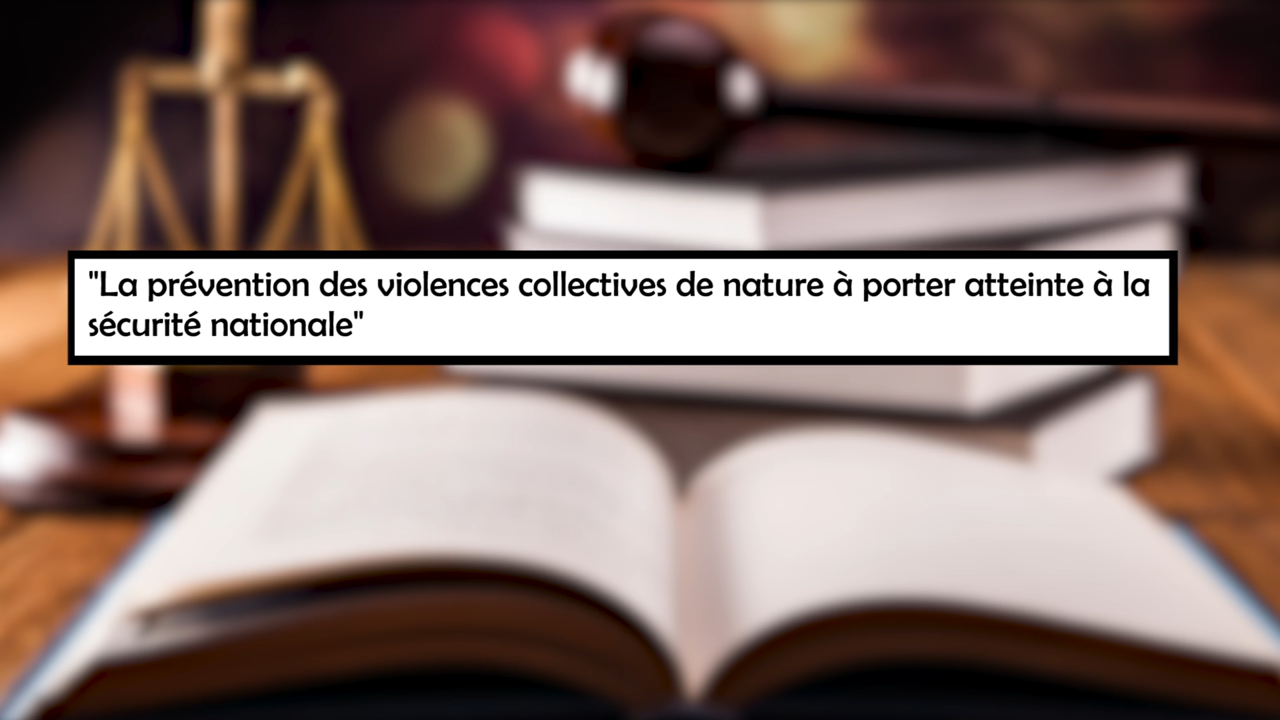 "La prévention des violences collectives de nature à porter atteinte à la
sécurité nationale"